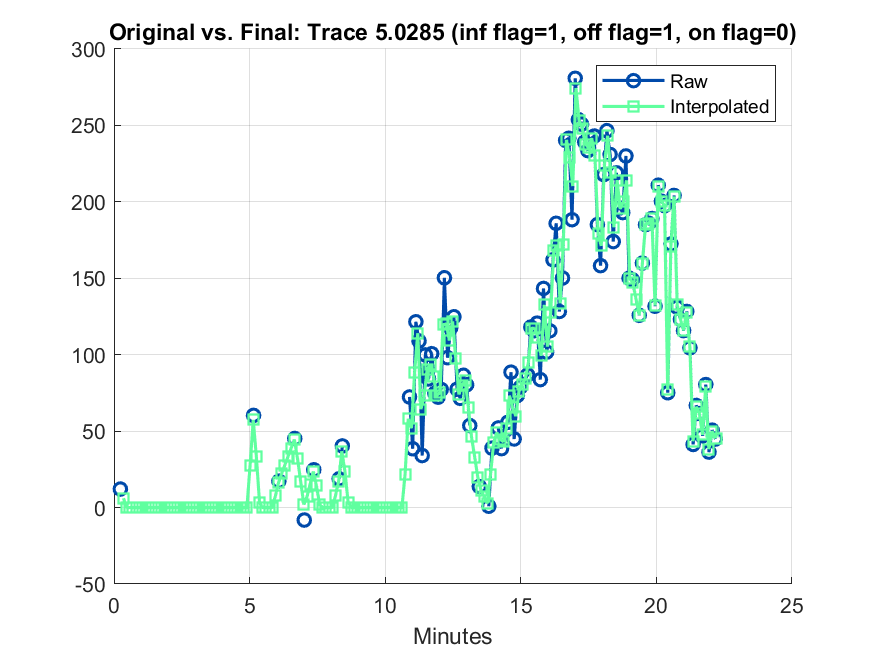 Original vs. Final: Trace 5.0285 (inf flag=1, off flag=1, on flag=0)
300
250
200
150
100
50
0
-50
0 5 10 15 20 25
Minutes
Raw
Interpolated